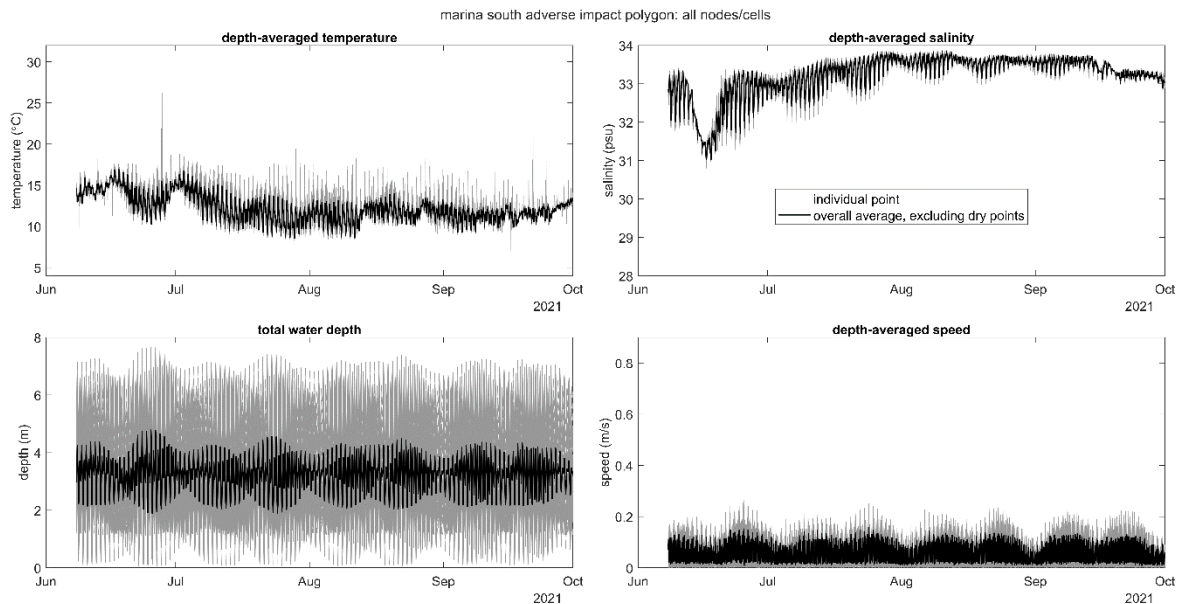 marina south adverse impact polygon: all nodes/cells
depth-averaged temperature
temperature (°C)
30
25
20
15
10
5
Jun
Jul
Aug
Sep
Oct
2021
depth-averaged salinity
salinity (psu)
34
33
32
31
30
29
28
individual point
overall average, excluding dry points
Jun
Jul
Aug
Sep
Oct
2021
total water depth
depth (m)
8
6
4
2
0
Jun
Jul
Aug
Sep
Oct
2021
depth-averaged speed
speed (m/s)
0.8
0.6
0.4
0.2
0
Jun
Jul
Aug
Sep
Oct
2021